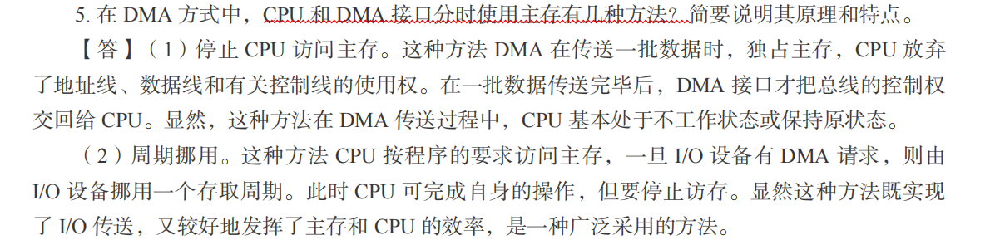 5. 在 DMA 方式中，CPU 和 DMA 接口分时使用主存有几种方法？简要说明其原理和特点。
【答】（1）停止 CPU 访问主存。这种方法 DMA 在传送一批数据时，独占主存，CPU 放弃
了地址线、数据线和有关控制线的使用权。在一批数据传送完毕后，DMA 接口才把总线的控制权
交回给 CPU。显然，这种方法在 DMA 传送过程中，CPU 基本处于不工作状态或保持原状态。
（2）周期挪用。这种方法 CPU 按程序的要求访问主存，一旦 I/O 设备有 DMA 请求，则由
I/O 设备挪用一个存取周期。此时 CPU 可完成自身的操作，但要停止访存。显然这种方法既实现
了 I/O 传送，又较好地发挥了主存和 CPU 的效率，是一种广泛采用的方法。